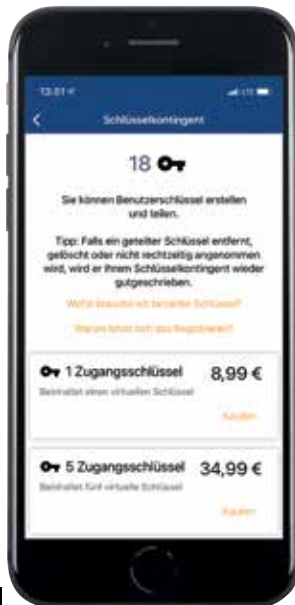 13:51
Schlüsselkontingent
18
Sie können Benutzerschlüssel erstellen
und teilen.
Tipp: Falls ein geteilter Schlüssel entfernt,
gelöscht oder nicht rechtzeitig angenommen
wird, wird er Ihrem Schlüsselkontingent wieder
gutgeschrieben.
Wofür brauche ich bezahlte Schlüssel?
Warum lohnt sich das Registrieren?
1 Zugangsschlüssel 8,99 €
Beinhaltet einen virtuellen Schlüssel
Kaufen
5 Zugangsschlüssel 34,99 €
Beinhaltet fünf virtuelle Schlüssel
Kaufen